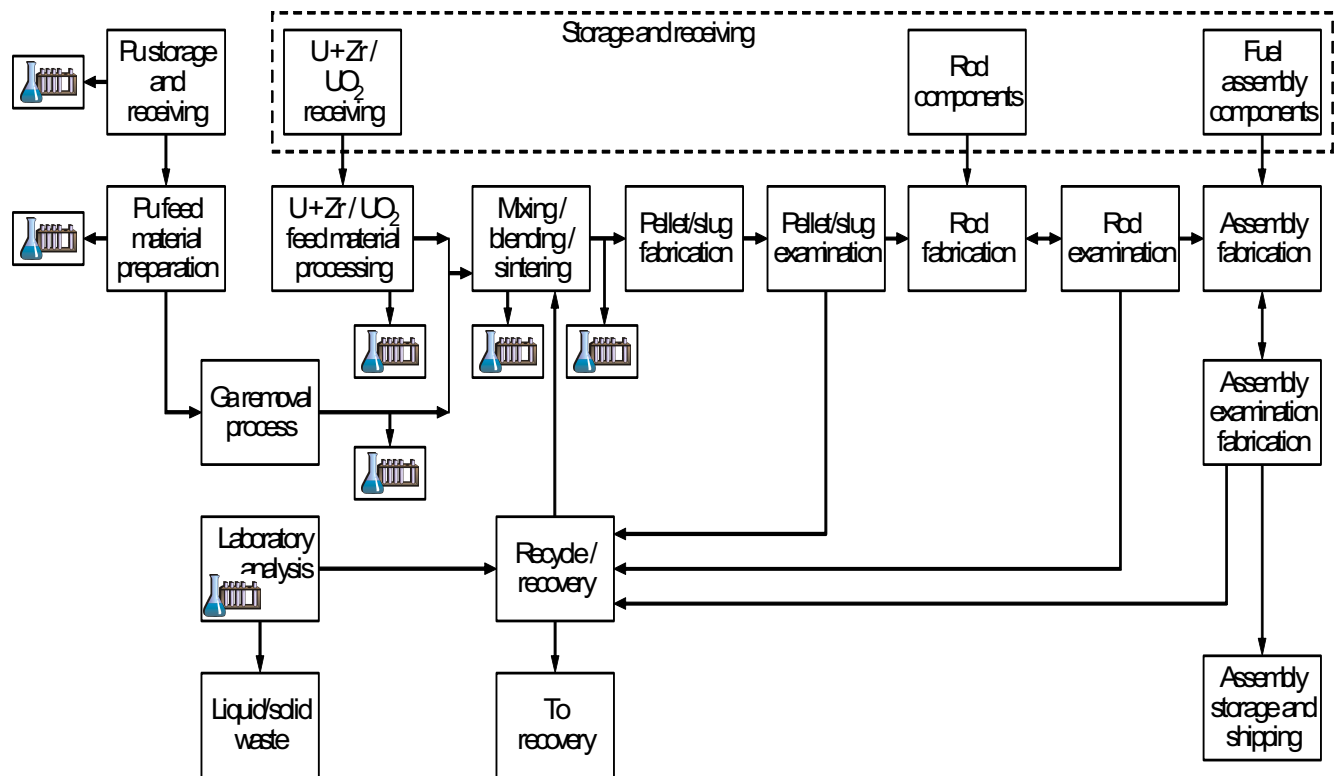 Storage and receiving
Pu storage
and
receiving
U+Zr /
UO2
receiving
Rod
components
Fuel
assembly
components
Pu feed
material
preparation
U+Zr / UO2
feed material
processing
Mixing /
blending /
sintering
Pellet/slug
fabrication
Pellet/slug
examination
Rod
fabrication
Rod
examination
Assembly
fabrication
Ga removal
process
Assembly
examination
fabrication
Laboratory
analysis
Recycle /
recovery
Liquid/solid
waste
To
recovery
Assembly
storage and
shipping